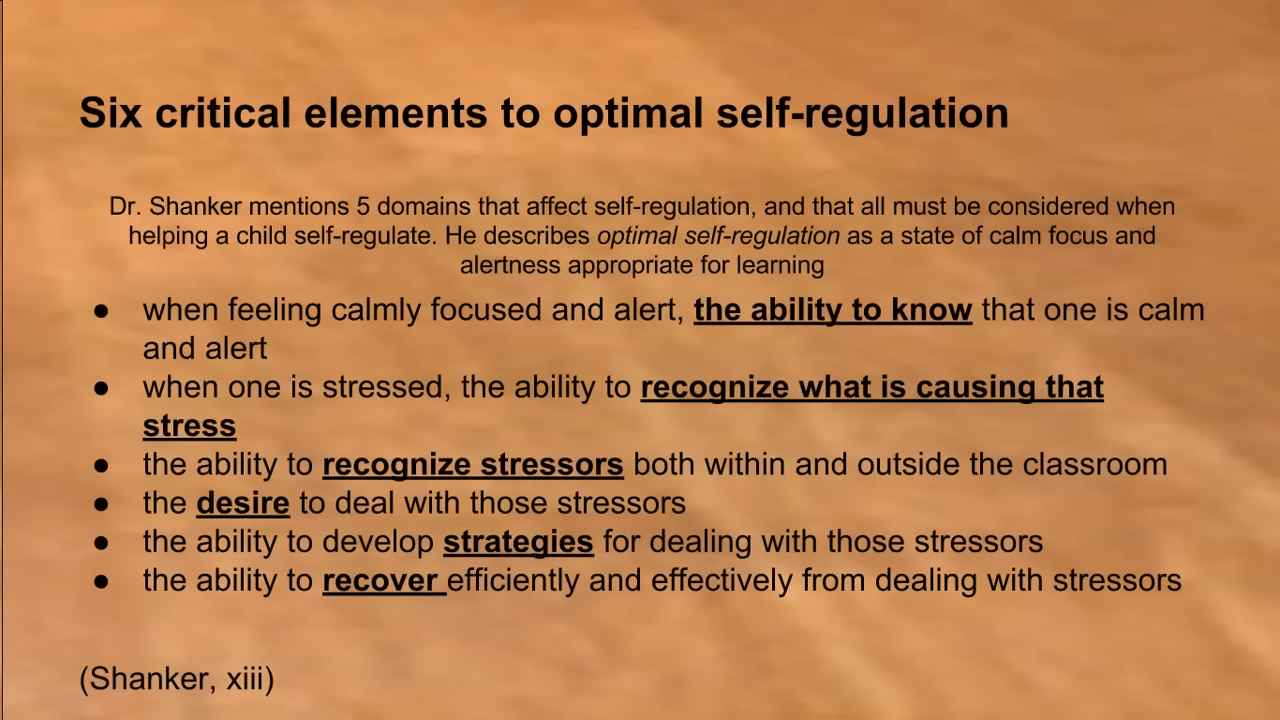 Six critical elements to optimal self-regulation
Dr. Shanker mentions 5 domains that affect self-regulation, and that all must be considered when
helping a child self-regulate. He describes optimal self-regulation as a state of calm focus and
alertness appropriate for learning
● when feeling calmly focused and alert, the ability to know that one is calm
and alert
● when one is stressed, the ability to recognize what is causing that
stress
● the ability to recognize stressors both within and outside the classroom
● the desire to deal with those stressors
● the ability to develop strategies for dealing with those stressors
● the ability to recover efficiently and effectively from dealing with stressors
(Shanker, xiii)